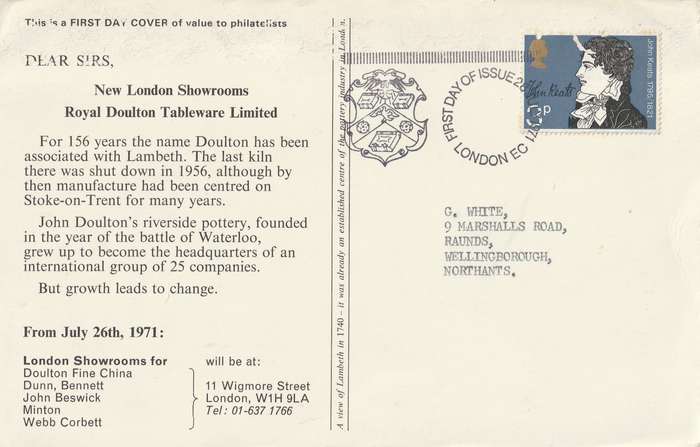 This is a FIRST DAY COVER of value to philatelists
DEAR SIRS,
New London Showrooms
Royal Doulton Tableware Limited
For 156 years the name Doulton has been
associated with Lambeth. The last kiln
there was shut down in 1956, although by
then manufacture had been centred on
Stoke-on-Trent for many years.
John Doulton's riverside pottery, founded
in the year of the battle of Waterloo,
grew up to become the headquarters of an
international group of 25 companies.
But growth leads to change.
From July 26th, 1971:
London Showrooms for
Doulton Fine China
Dunn, Bennett
John Beswick
Minton
Webb Corbett
will be at:
11 Wigmore Street
London, W1H 9LA
Tel: 01-637 1766
A view of Lambeth in 1740 – it was already an established centre of the pottery industry in London.
FIRST DAY OF ISSUE 28
LONDON EC
John Keats
John Keats 1795/1821
p
G. WHITE,
9 MARSHALLS ROAD,
RAUNDS,
WELLINGBOROUGH,
NORTHANTS.